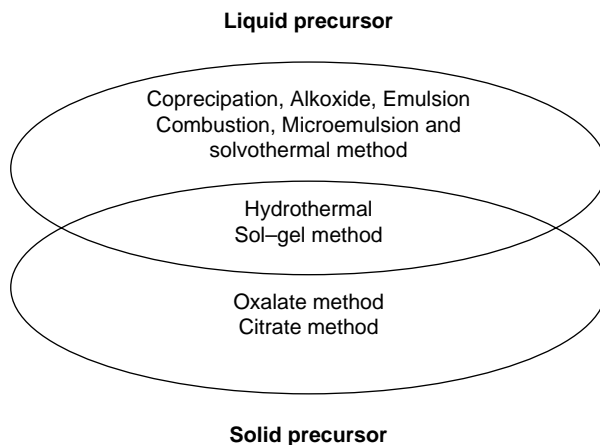 Liquid precursor
Coprecipation, Alkoxide, Emulsion
Combustion, Microemulsion and
solvothermal method
Hydrothermal
Sol–gel method
Oxalate method
Citrate method
Solid precursor